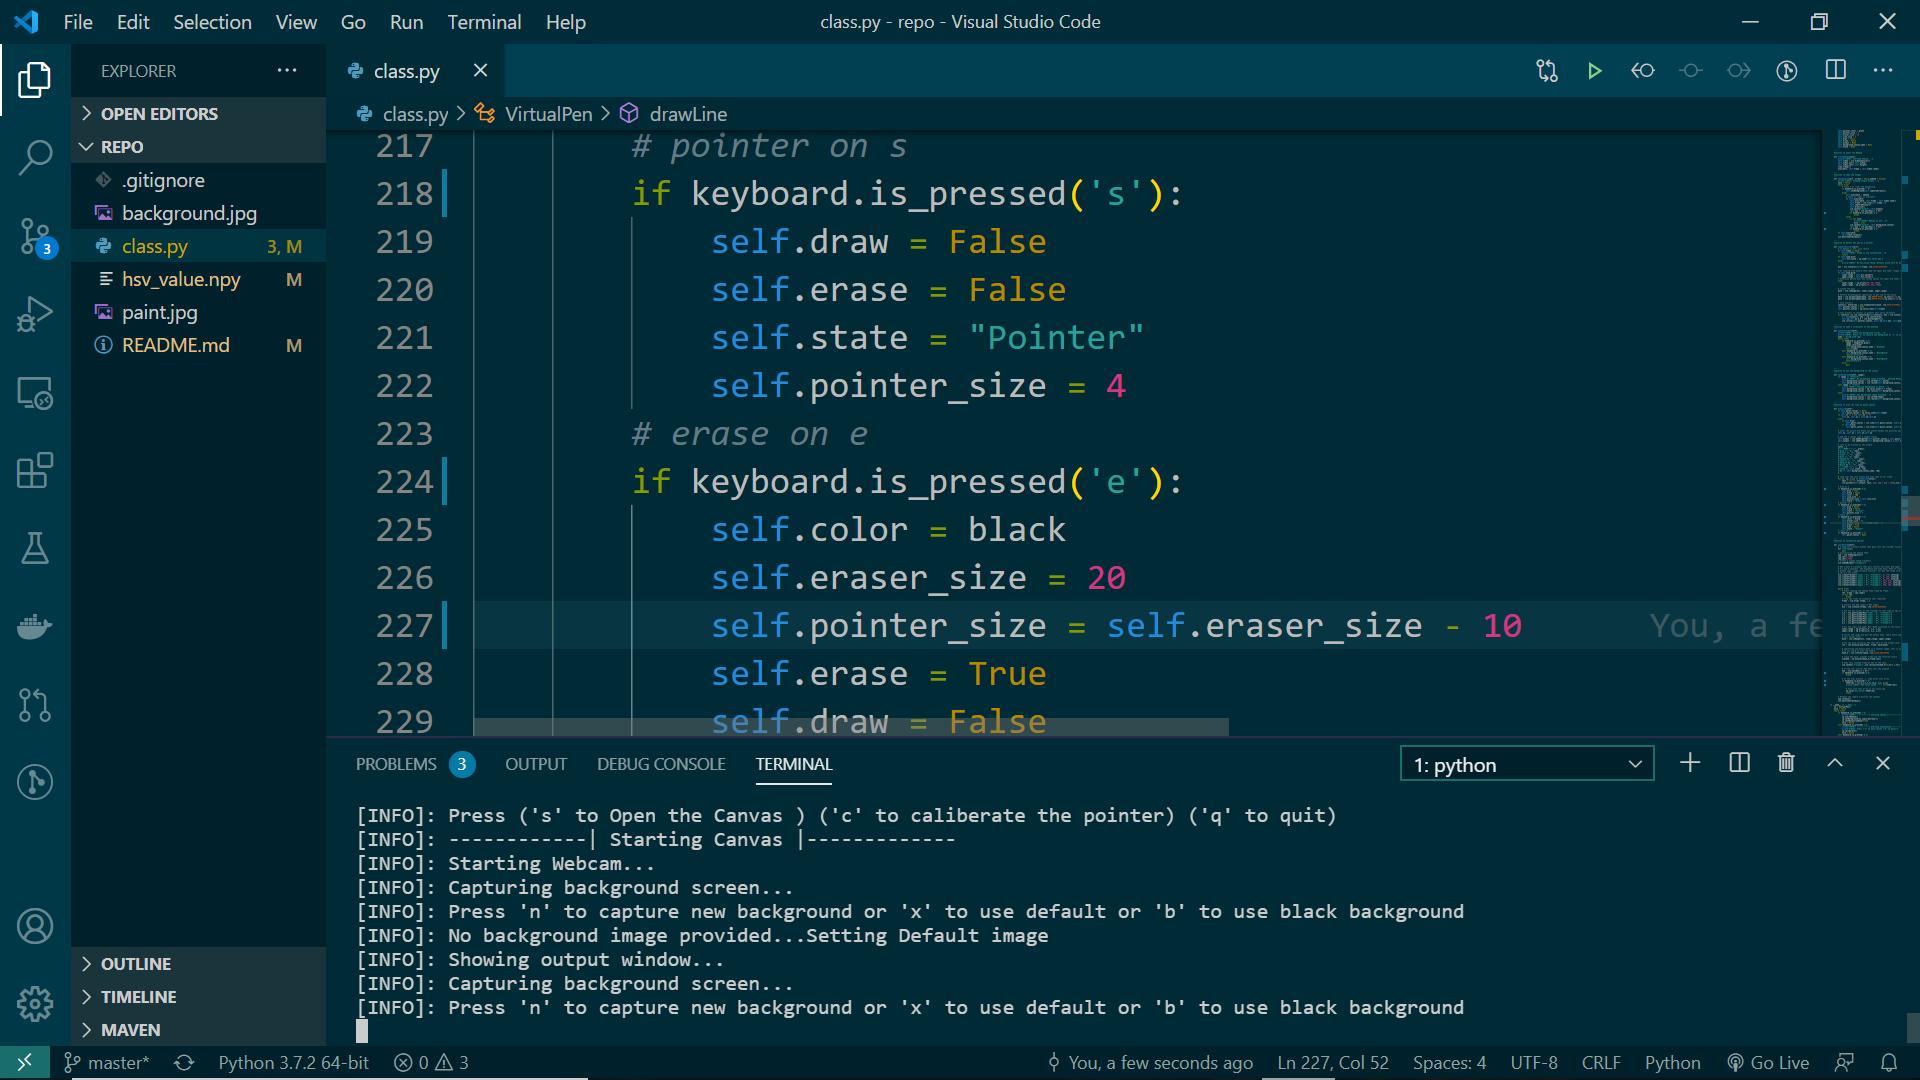 File Edit Selection View Go Run Terminal Help class.py - repo - Visual Studio Code
EXPLORER
class.py
OPEN EDITORS
class.py VirtualPen drawLine
REPO
.gitignore
background.jpg
class.py 3, M
hsv_value.npy M
paint.jpg
README.md M
3
217 # pointer on s
218 if keyboard.is_pressed('s'):
219 self.draw = False
220 self.erase = False
221 self.state = "Pointer"
222 self.pointer_size = 4
223 # erase on e
224 if keyboard.is_pressed('e'):
225 self.color = black
226 self.eraser_size = 20
227 self.pointer_size = self.eraser_size - 10 You, a fe
228 self.erase = True
229 self.draw = False
PROBLEMS 3 OUTPUT DEBUG CONSOLE TERMINAL 1: python
[INFO]: Press ('s' to Open the Canvas ) ('c' to caliberate the pointer) ('q' to quit)
[INFO]: ------------| Starting Canvas |-------------
[INFO]: Starting Webcam...
[INFO]: Capturing background screen...
[INFO]: Press 'n' to capture new background or 'x' to use default or 'b' to use black background
[INFO]: No background image provided...Setting Default image
[INFO]: Showing output window...
[INFO]: Capturing background screen...
[INFO]: Press 'n' to capture new background or 'x' to use default or 'b' to use black background
OUTLINE
TIMELINE
MAVEN
master* Python 3.7.2 64-bit 0 3 You, a few seconds ago Ln 227, Col 52 Spaces: 4 UTF-8 CRLF Python Go Live